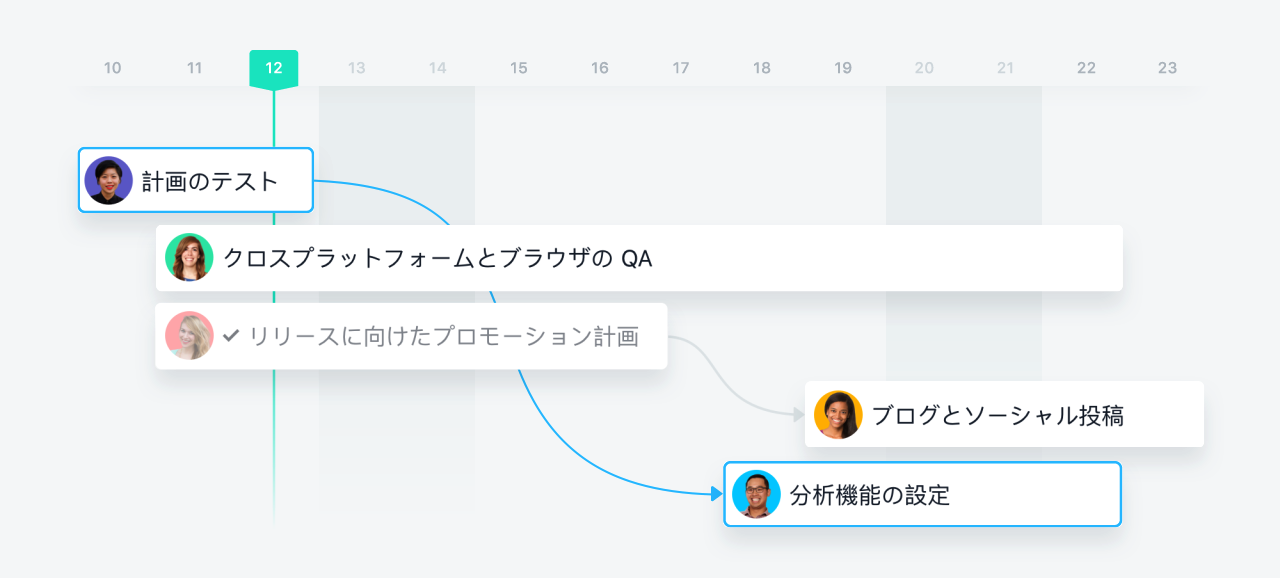 10 11 12 13 14 15 16 17 18 19 20 21 22 23
計画のテスト
クロスプラットフォームとブラウザの QA
リリースに向けたプロモーション計画
ブログとソーシャル投稿
分析機能の設定